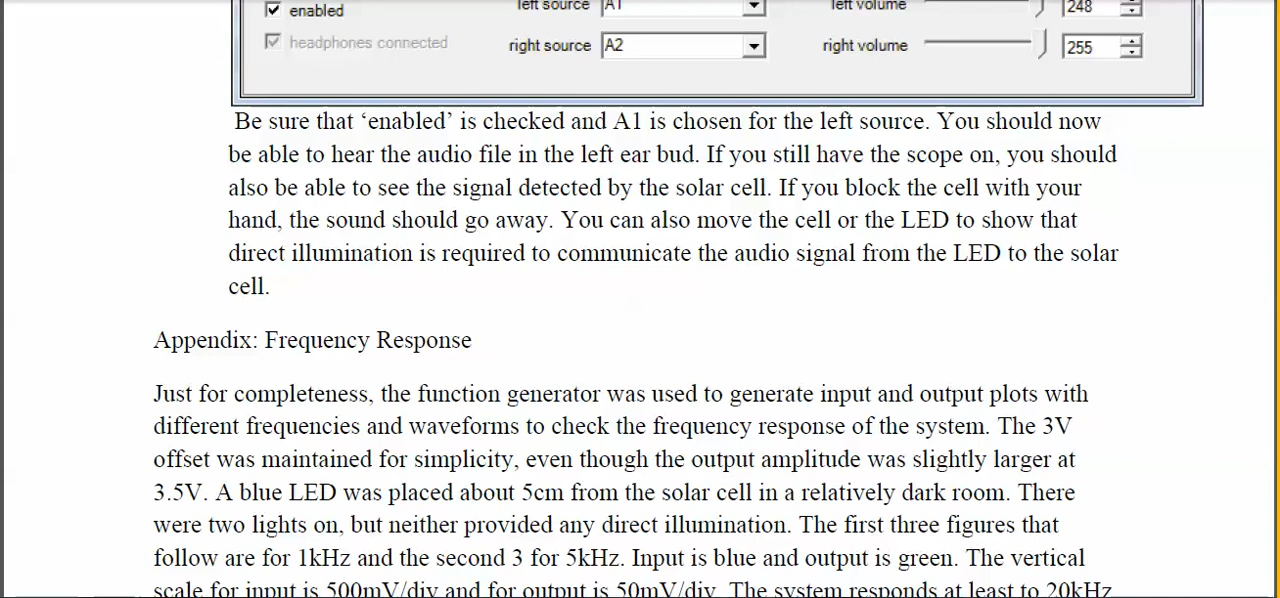 enabled left source A1 left volume 248
headphones connected right source A2 right volume 255
Be sure that ‘enabled’ is checked and A1 is chosen for the left source. You should now
be able to hear the audio file in the left ear bud. If you still have the scope on, you should
also be able to see the signal detected by the solar cell. If you block the cell with your
hand, the sound should go away. You can also move the cell or the LED to show that
direct illumination is required to communicate the audio signal from the LED to the solar
cell.
Appendix: Frequency Response
Just for completeness, the function generator was used to generate input and output plots with
different frequencies and waveforms to check the frequency response of the system. The 3V
offset was maintained for simplicity, even though the output amplitude was slightly larger at
3.5V. A blue LED was placed about 5cm from the solar cell in a relatively dark room. There
were two lights on, but neither provided any direct illumination. The first three figures that
follow are for 1kHz and the second 3 for 5kHz. Input is blue and output is green. The vertical
scale for input is 500mV/div and for output is 50mV/div. The system responds at least to 20kHz